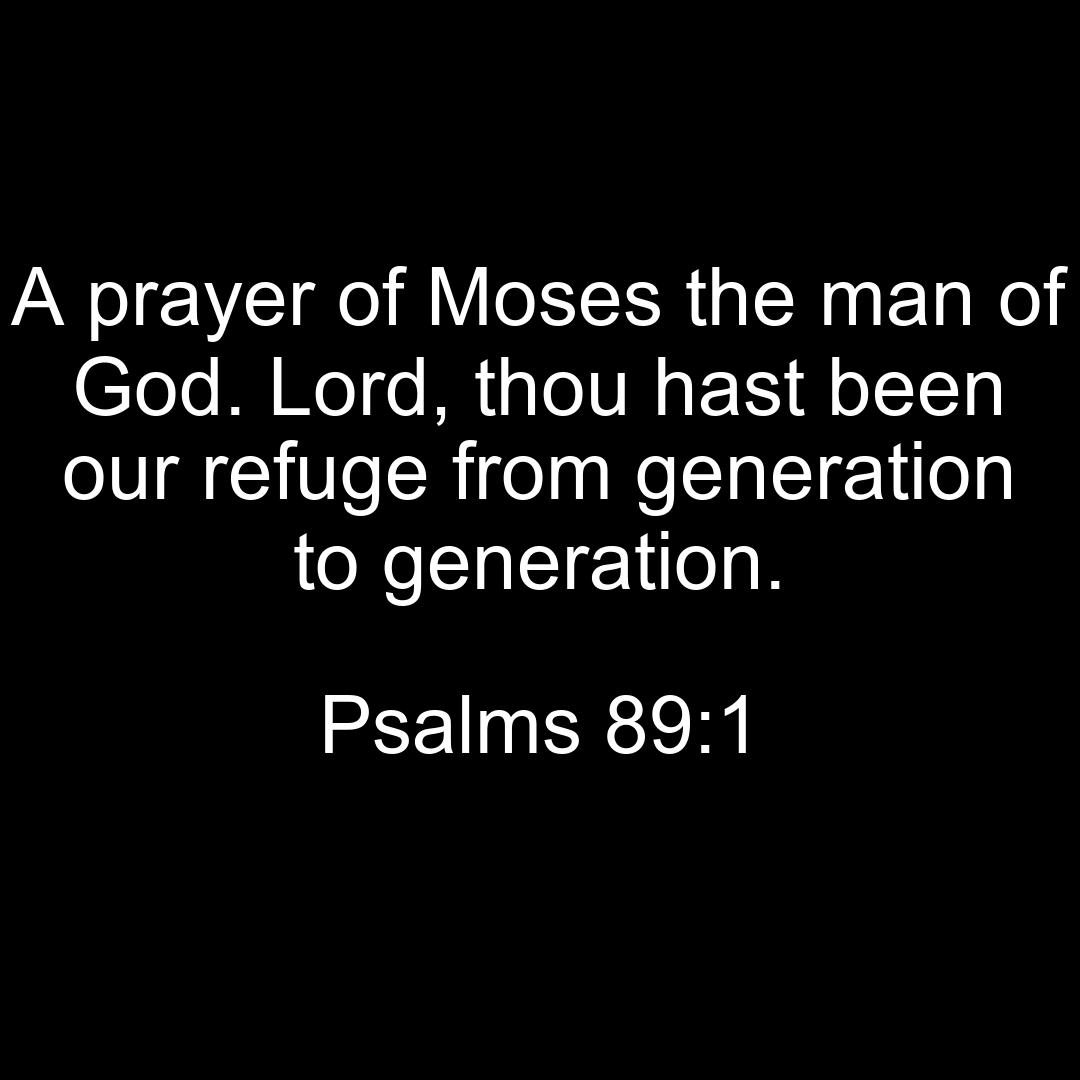 A prayer of Moses the man of
God. Lord, thou hast been
our refuge from generation
to generation.
Psalms 89:1